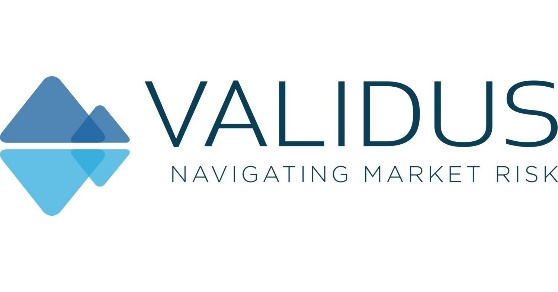 VALIDUS
NAVIGATING MARKET RISK